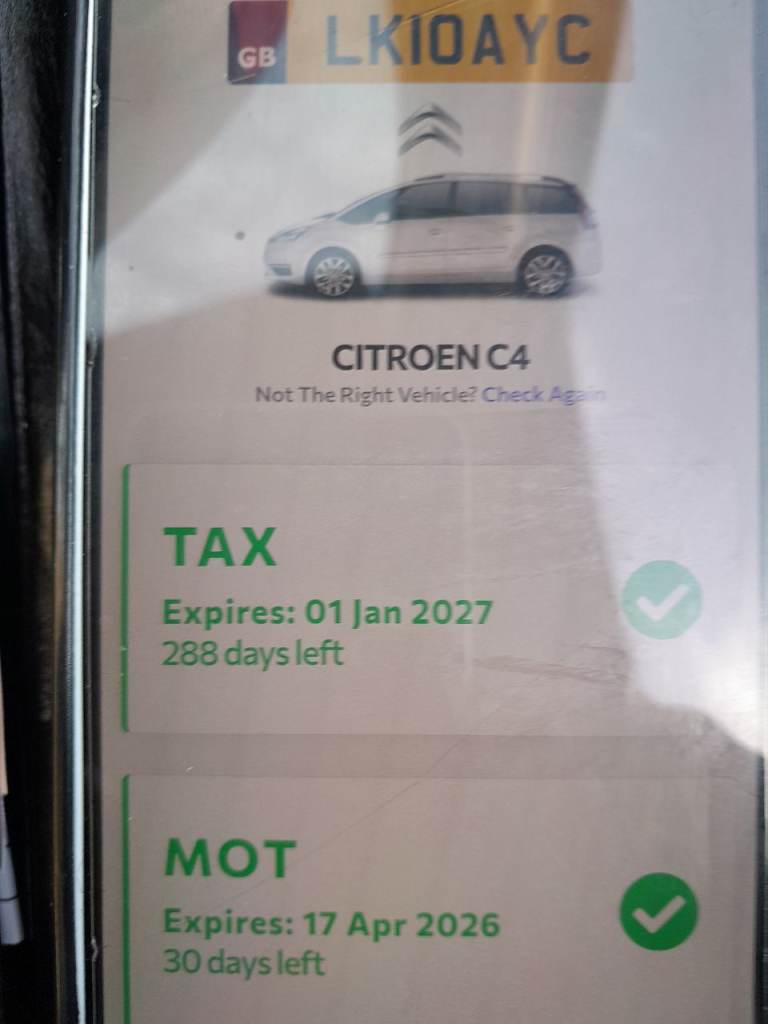 GB LK10AYC
CITROEN C4
Not The Right Vehicle? Check Again
TAX
Expires: 01 Jan 2027
288 days left
MOT
Expires: 17 Apr 2026
30 days left